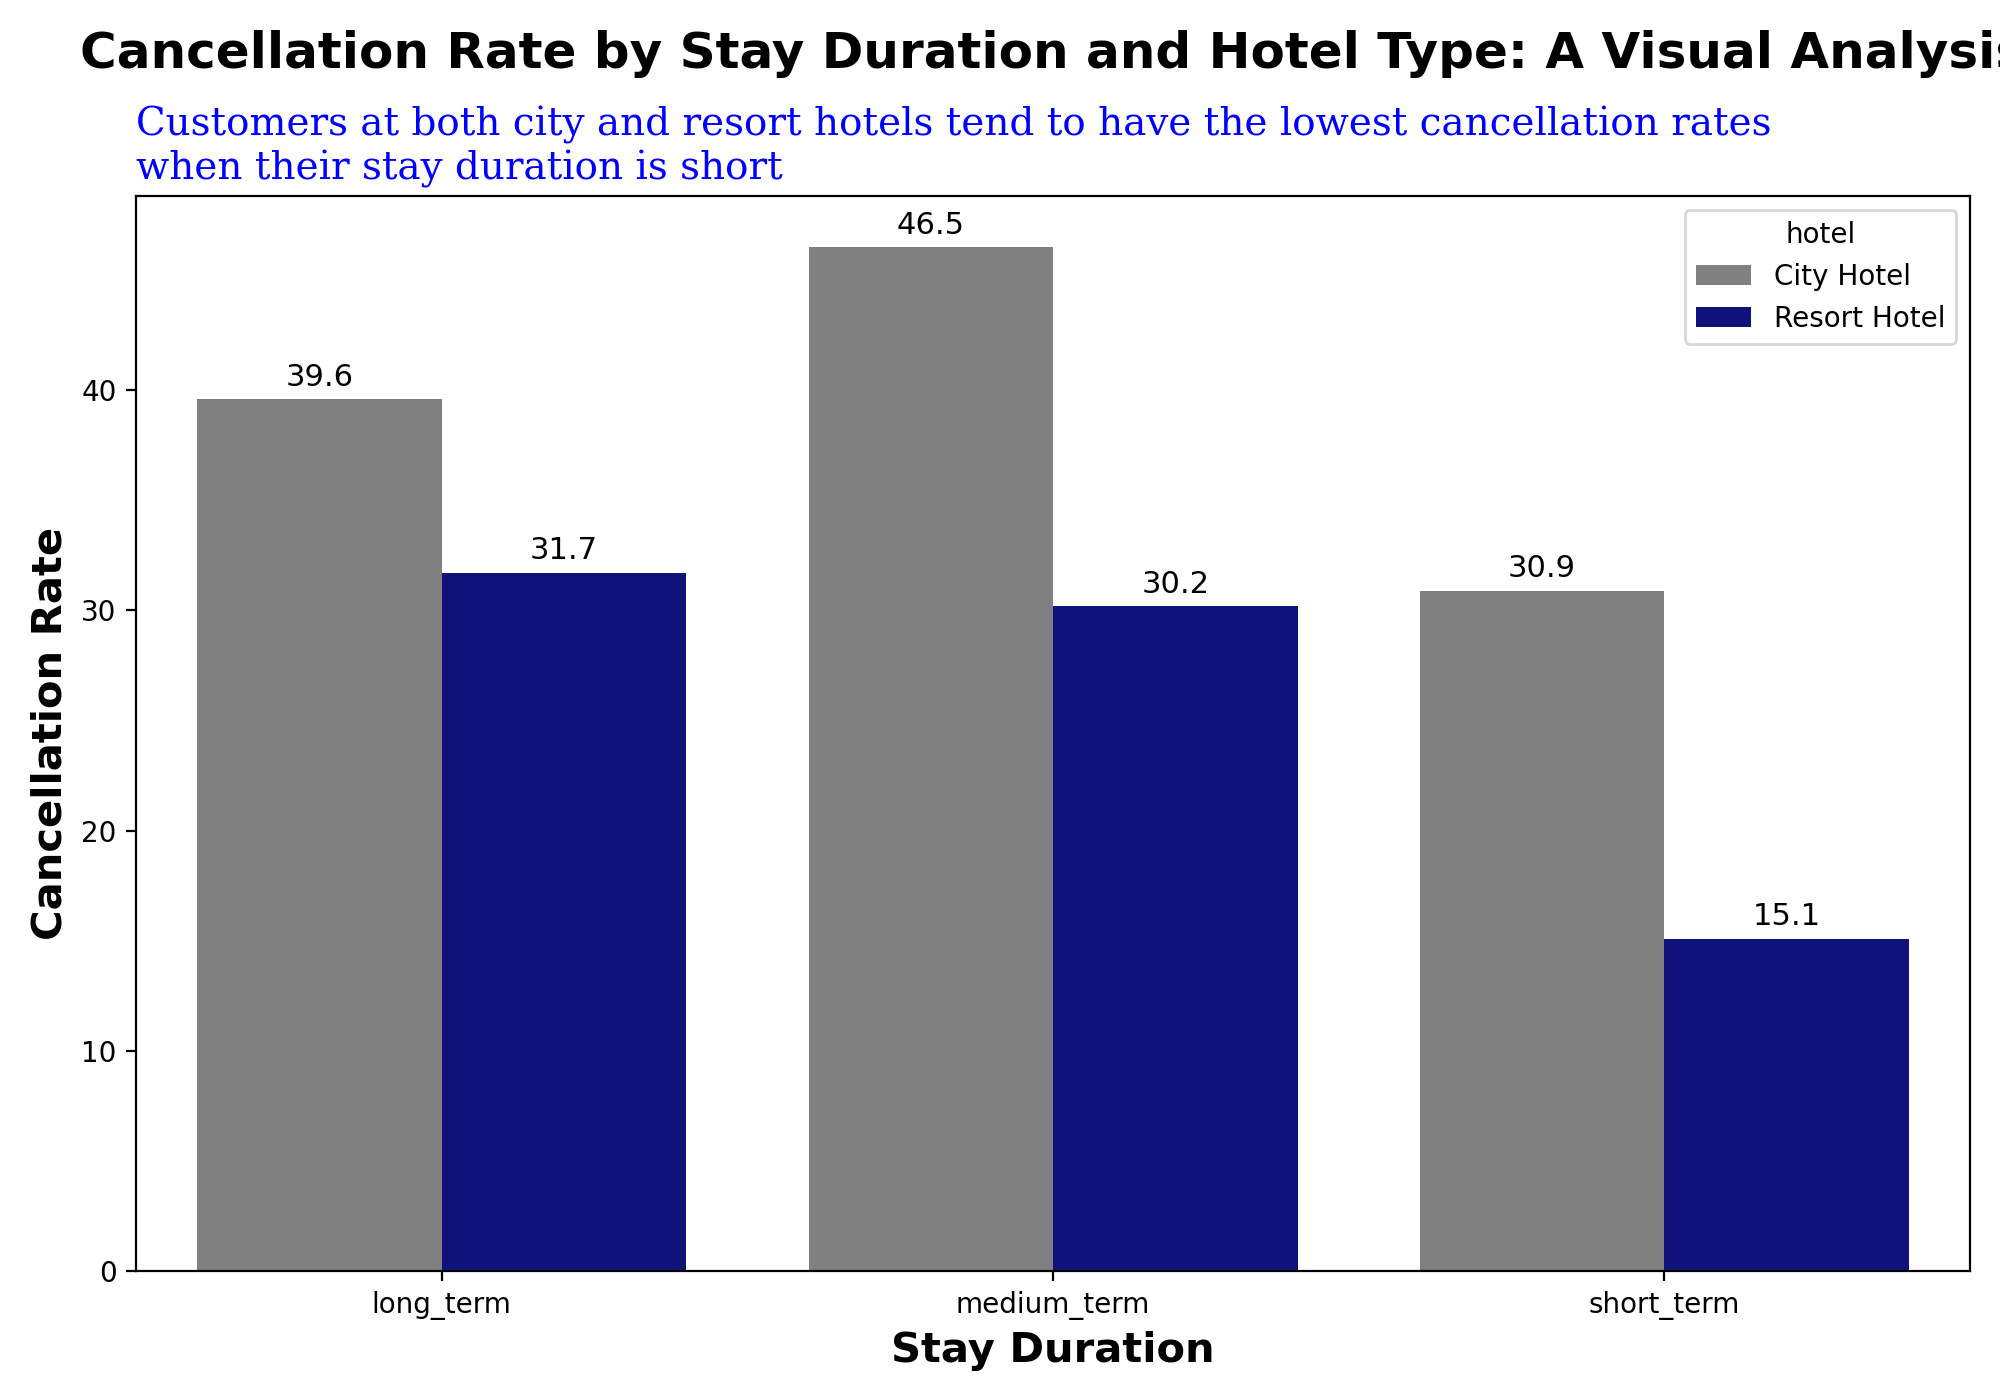 Cancellation Rate by Stay Duration and Hotel Type: A Visual Analysis
Customers at both city and resort hotels tend to have the lowest cancellation rates
when their stay duration is short
hotel
City Hotel
Resort Hotel
46.5
39.6
31.7
30.2
30.9
15.1
Cancellation Rate
40
30
20
10
0
long_term
medium_term
short_term
Stay Duration